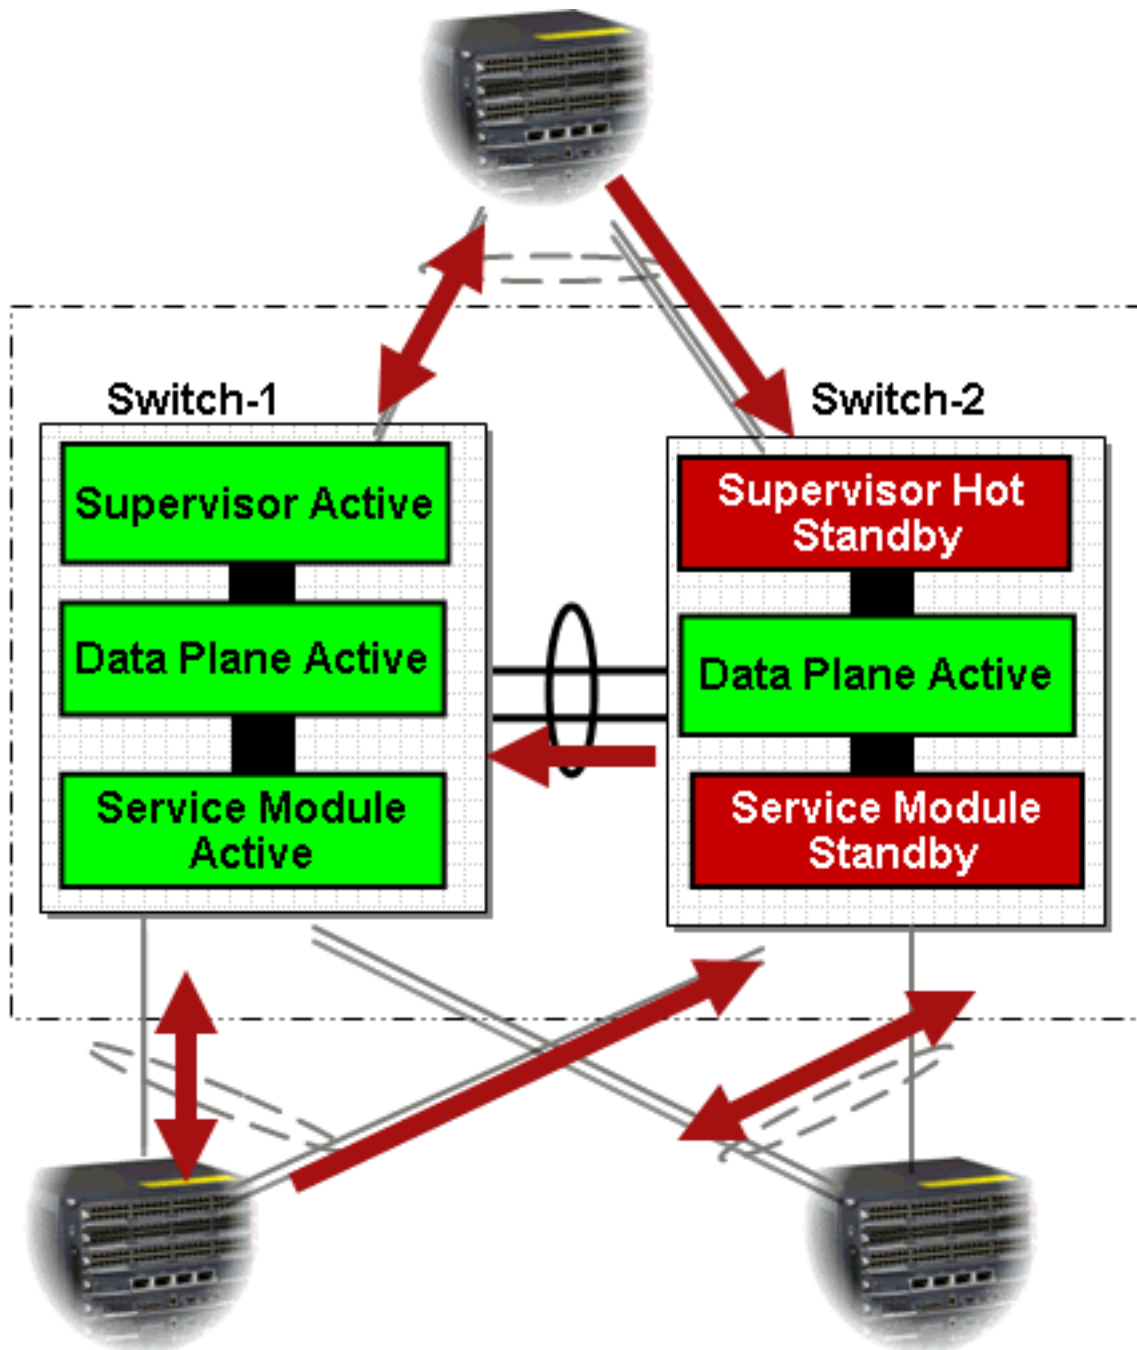 Switch-1
Switch-2
Supervisor Active
Data Plane Active
Service Module
Active
Supervisor Hot
Standby
Data Plane Active
Service Module
Standby